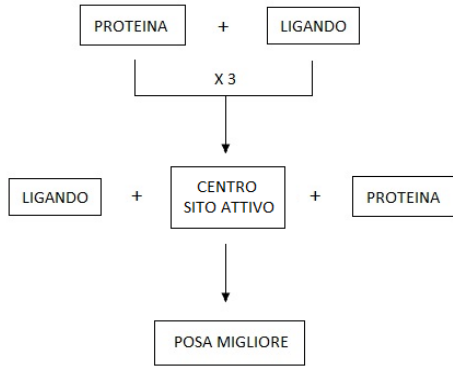 PROTEINA + LIGANDO
X 3
LIGANDO + CENTRO SITO ATTIVO + PROTEINA
POSA MIGLIORE